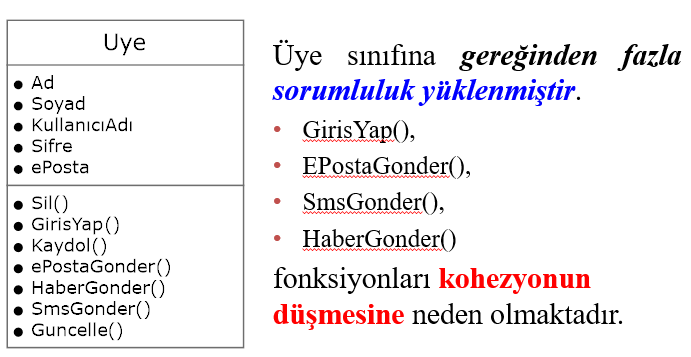 Uye
● Ad
● Soyad
● KullanıcıAdı
● Sifre
● ePosta
● Sil()
● GirisYap()
● Kaydol()
● ePostaGonder()
● HaberGonder()
● SmsGonder()
● Guncelle()
Üye sınıfına gereğinden fazla
sorumluluk yüklenmiştir.
• GirisYap(),
• EPostaGonder(),
• SmsGonder(),
• HaberGonder()
fonksiyonları kohezyonun
düşmesine neden olmaktadır.